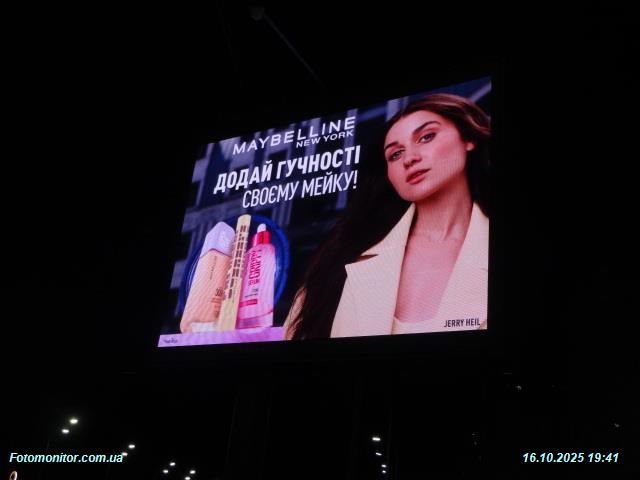 MAYBELLINE
NEW YORK
ДОДАЙ ГУЧНОСТІ
СВОЄМУ МЕЙКУ!
JERRY HEIL
Fotomonitor.com.ua
16.10.2025 19:41